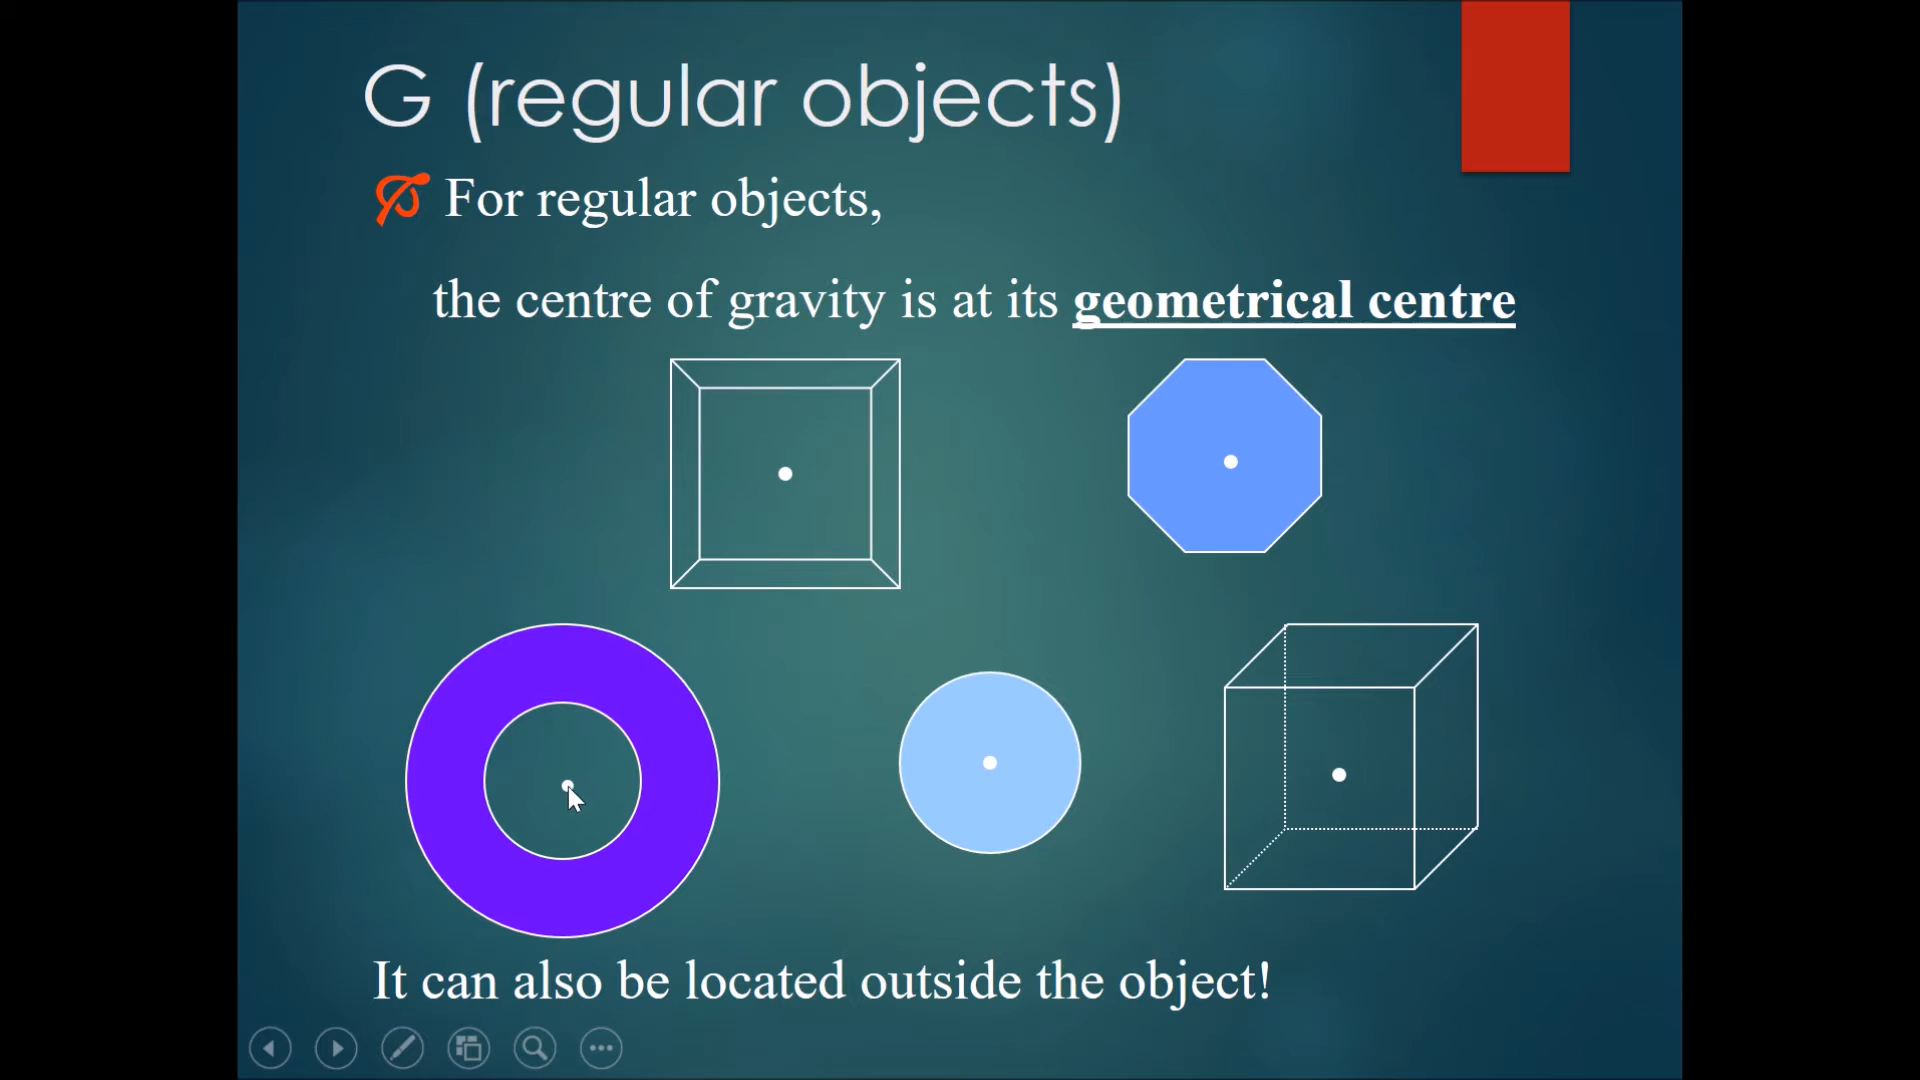 G (regular objects)
For regular objects,
the centre of gravity is at its geometrical centre
It can also be located outside the object!